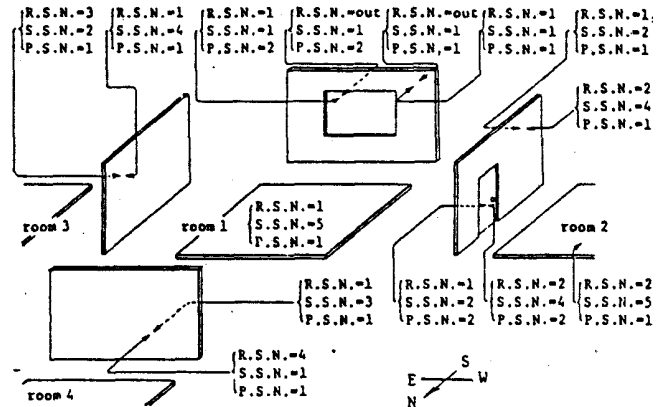 R.S.N.=3 R.S.N.=1 R.S.N.=1 R.S.N.=out R.S.N.=out R.S.N.=1 R.S.N.=1
S.S.N.=2 S.S.N.=4 S.S.N.=1 S.S.N.=1 S.S.N.=1 S.S.N.=1 S.S.N.=2
P.S.N.=1 P.S.N.=1 P.S.N.=2 P.S.N.=2 P.S.N.=1 P.S.N.=1 P.S.N.=1
R.S.N.=2
S.S.N.=4
P.S.N.=1
room 3
room 1
R.S.N.=1
S.S.N.=5
P.S.N.=1
room 2
R.S.N.=1
S.S.N.=3
P.S.N.=1
R.S.N.=1 R.S.N.=2 R.S.N.=2
S.S.N.=2 S.S.N.=4 S.S.N.=5
P.S.N.=2 P.S.N.=2 P.S.N.=1
R.S.N.=4
S.S.N.=1
P.S.N.=1
room 4
S
E W
N